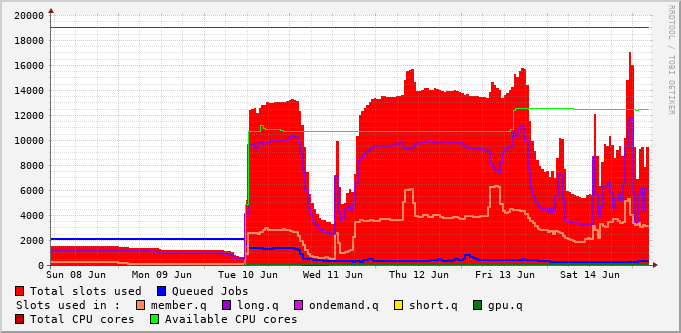 20000
18000
16000
14000
12000
10000
8000
6000
4000
2000
0
Sun 08 Jun Mon 09 Jun Tue 10 Jun Wed 11 Jun Thu 12 Jun Fri 13 Jun Sat 14 Jun
Total slots used Queued Jobs
Slots used in : member.q long.q ondemand.q short.q gpu.q
Total CPU cores Available CPU cores
RRDTOOL / TOBI OETIKER